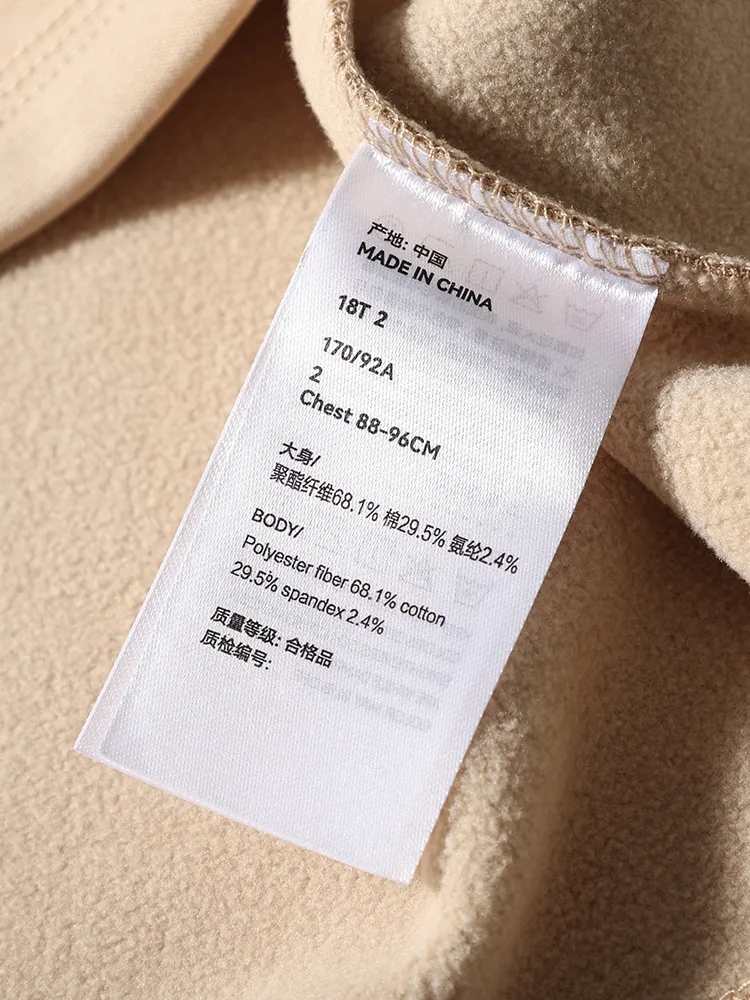 产地: 中国
MADE IN CHINA
18T 2
170/92A
2
Chest 88-96CM
大身/
聚酯纤维68.1% 棉29.5% 氨纶2.4%
BODY/
Polyester fiber 68.1% cotton
29.5% spandex 2.4%
质量等级: 合格品
质检编号: